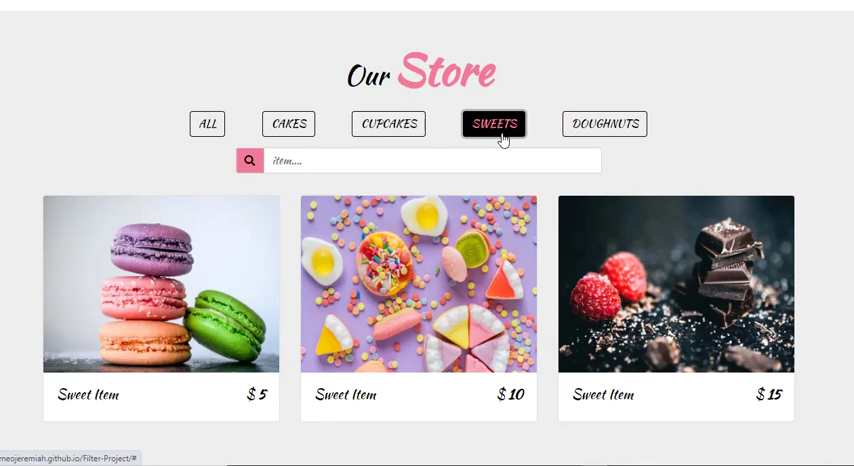 Our Store
ALL CAKES CUPCAKES SWEETS DOUGHNUTS
item....
Sweet Item $ 5 Sweet Item $ 10 Sweet Item $ 15
meojeremiah.github.io/Filter-Project/#